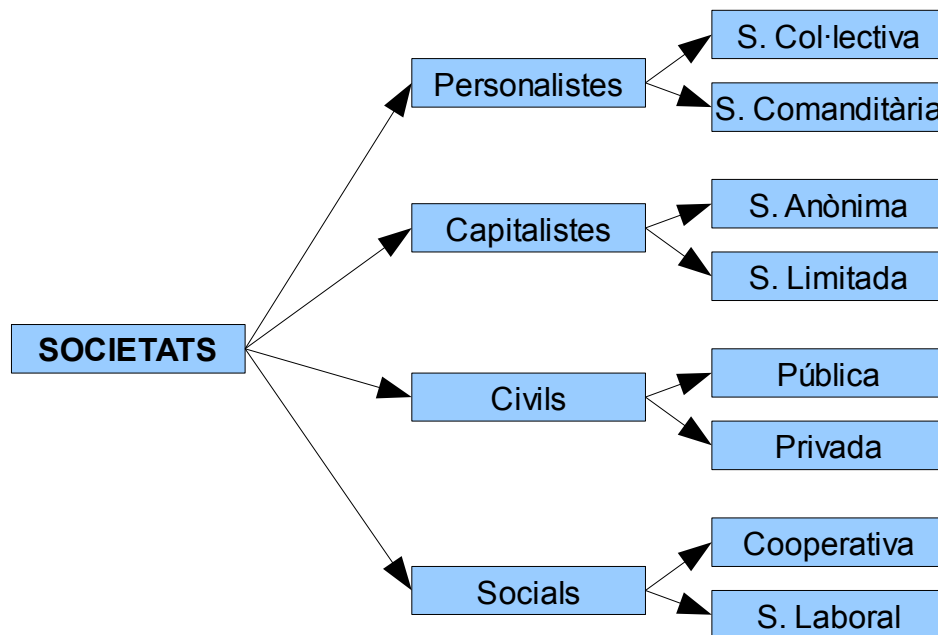 SOCIETATS
Personalistes
S. Col·lectiva
S. Comanditària
Capitalistes
S. Anònima
S. Limitada
Civils
Pública
Privada
Socials
Cooperativa
S. Laboral